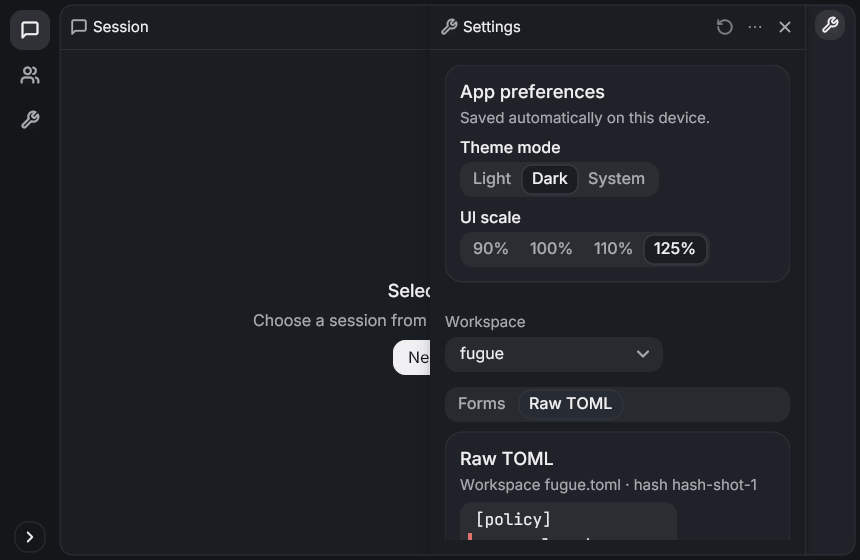 Session
Settings
App preferences
Saved automatically on this device.
Theme mode
Light Dark System
UI scale
90% 100% 110% 125%
Selec
Choose a session from
Ne
Workspace
fugue
Forms Raw TOML
Raw TOML
Workspace fugue.toml · hash hash-shot-1
[policy]